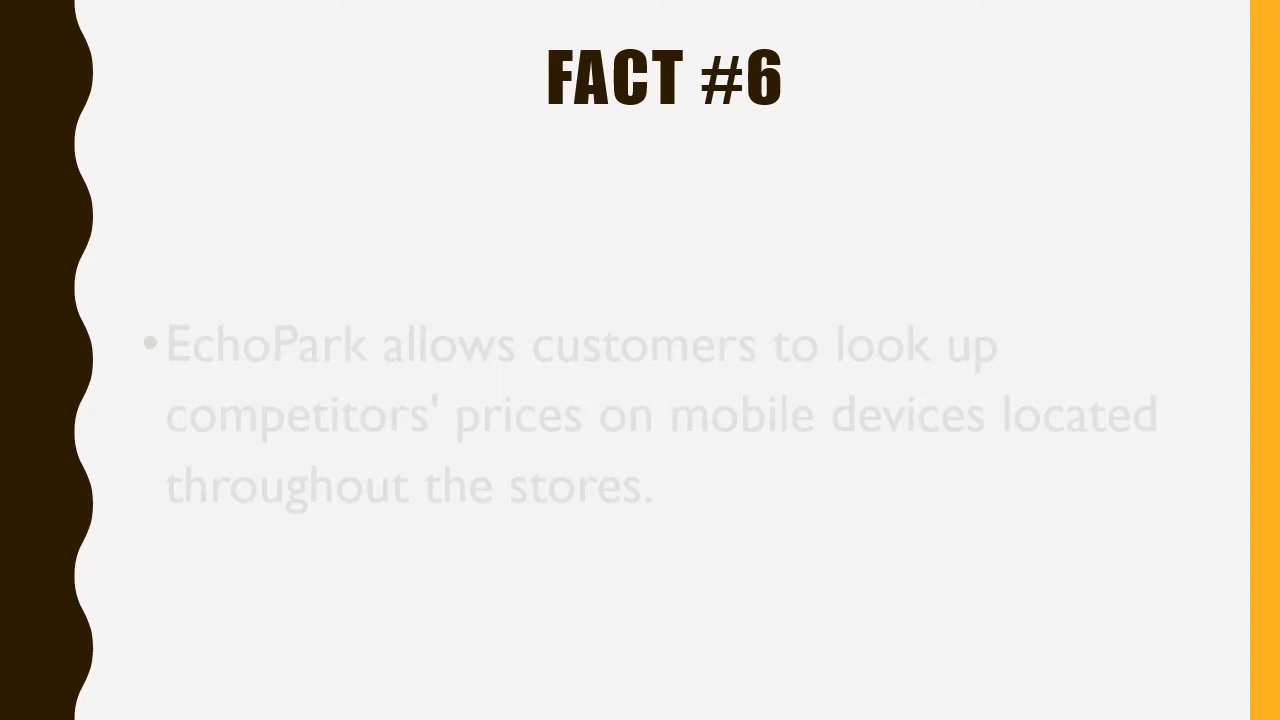 FACT #6
• EchoPark allows customers to look up
competitors' prices on mobile devices located
throughout the stores.